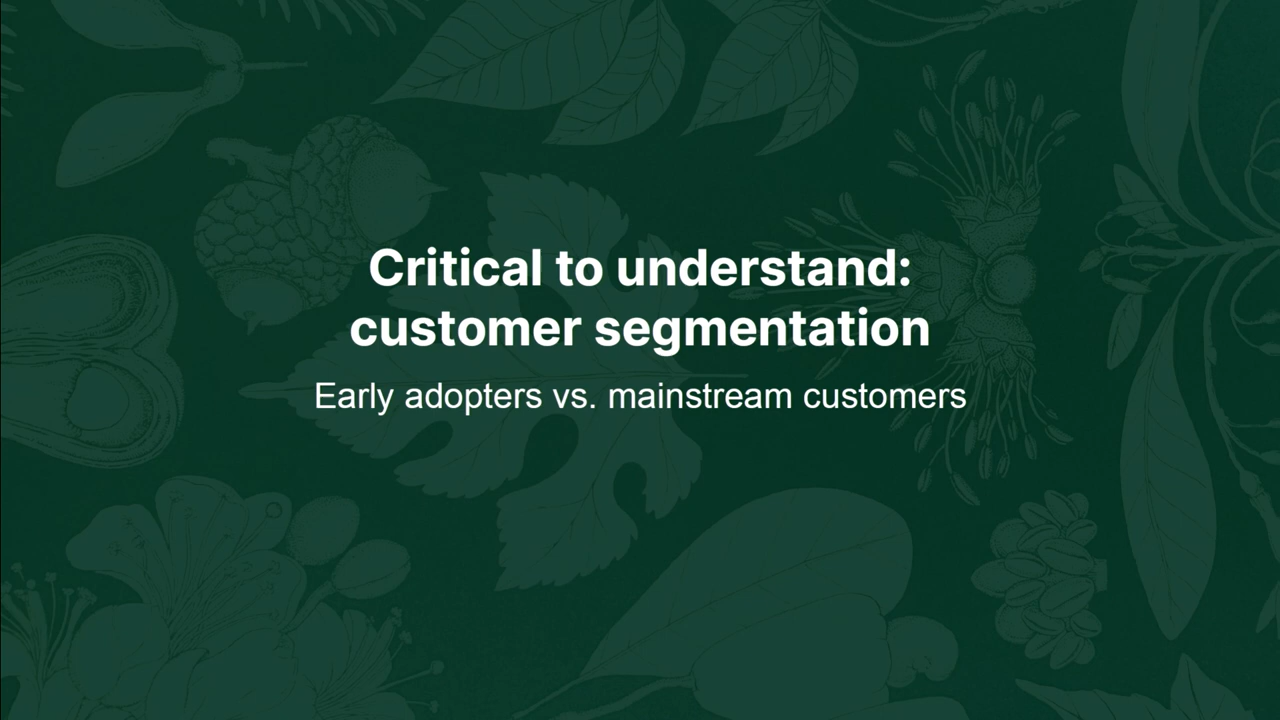 Critical to understand:
customer segmentation
Early adopters vs. mainstream customers